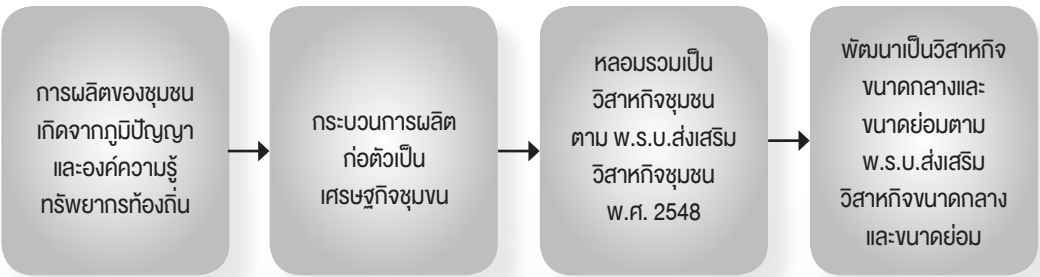 การผลิตของชุมชน
เกิดจากภูมิปัญญา
และองค์ความรู้
ทรัพยากรท้องถิ่น
กระบวนการผลิต
ก่อตัวเป็น
เศรษฐกิจชุมขน
หลอมรวมเป็น
วิสาหกิจชุมชน
ตาม พ.ร.บ.ส่งเสริม
วิสาหกิจชุมชน
พ.ศ. 2548
พัฒนาเป็นวิสาหกิจ
ขนาดกลางและ
ขนาดย่อมตาม
พ.ร.บ.ส่งเสริม
วิสาหกิจขนาดกลาง
และขนาดย่อม